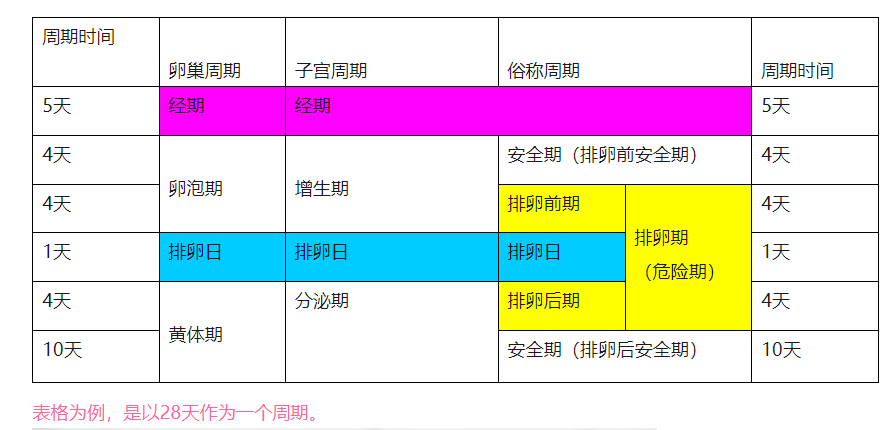 周期时间
卵巢周期 子宫周期 俗称周期 周期时间
5天 经期 经期 5天
4天 安全期（排卵前安全期） 4天
卵泡期 增生期
4天 排卵前期 4天
排卵期
1天 排卵日 排卵日 排卵日 1天
（危险期）
4天 分泌期 排卵后期 4天
黄体期
10天 安全期（排卵后安全期） 10天
表格为例，是以28天作为一个周期。